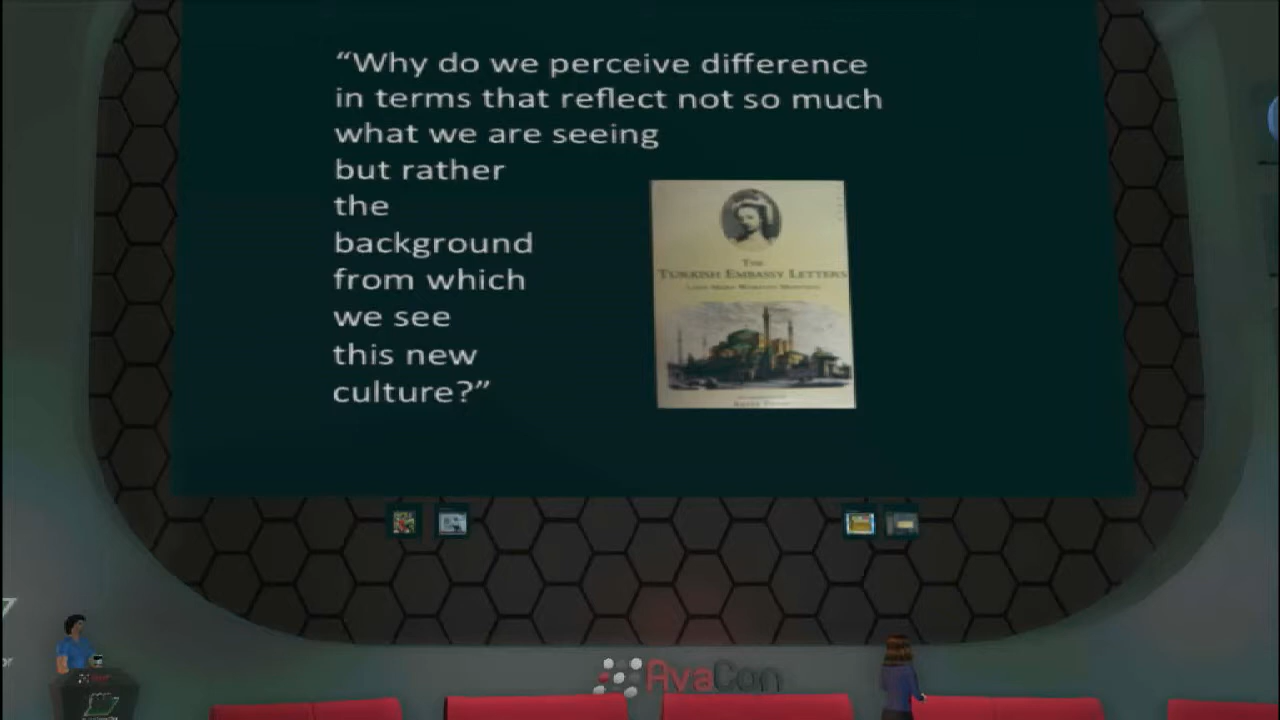 “Why do we perceive difference
in terms that reflect not so much
what we are seeing
but rather
the
background
from which
we see
this new
culture?”
THE
TURKISH EMBASSY LETTERS
AvaCon